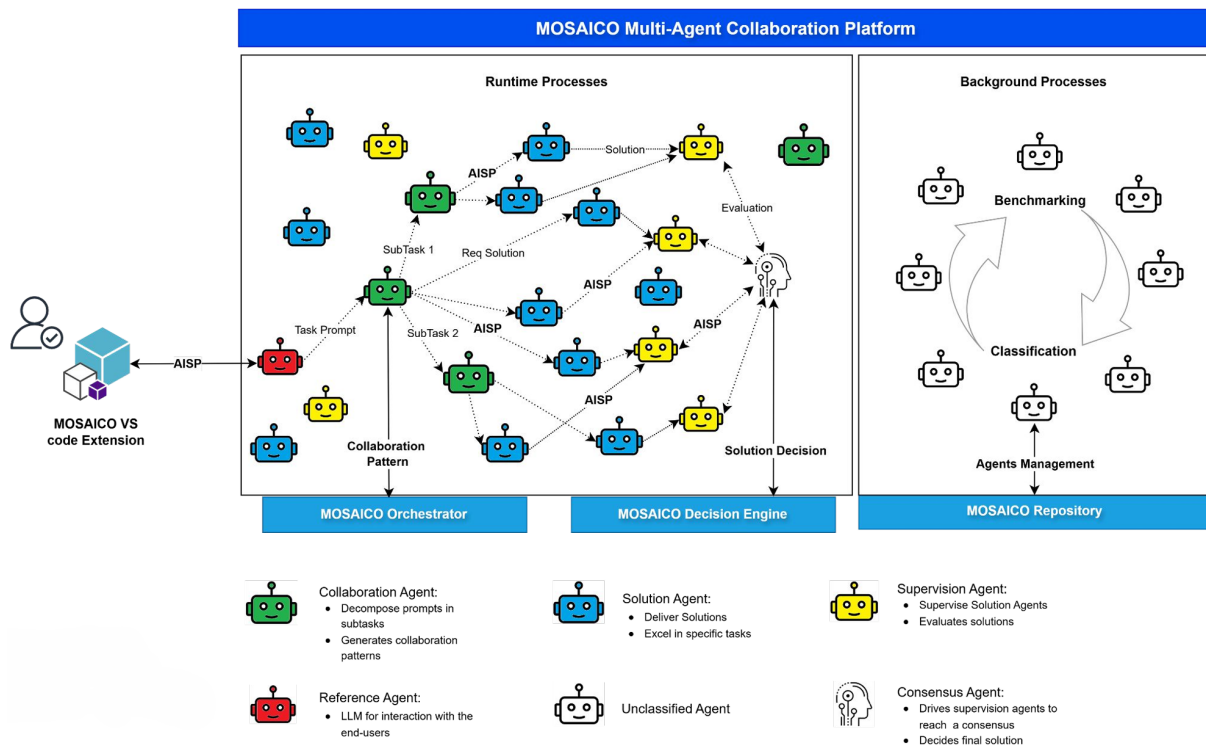 MOSAICO Multi-Agent Collaboration Platform
Runtime Processes
Background Processes
Solution
AISP
Evaluation
Benchmarking
SubTask 1
Req Solution
AISP
Task Prompt
SubTask 2
AISP
AISP
AISP
Classification
AISP
MOSAICO VS
code Extension
Collaboration
Pattern
Solution Decision
Agents Management
MOSAICO Orchestrator
MOSAICO Decision Engine
MOSAICO Repository
Collaboration Agent:
• Decompose prompts in
subtasks
• Generates collaboration
patterns
Solution Agent:
• Deliver Solutions
• Excel in specific tasks
Supervision Agent:
• Supervise Solution Agents
• Evaluates solutions
Reference Agent:
• LLM for interaction with the
end-users
Unclassified Agent
Consensus Agent:
• Drives supervision agents to
reach a consensus
• Decides final solution